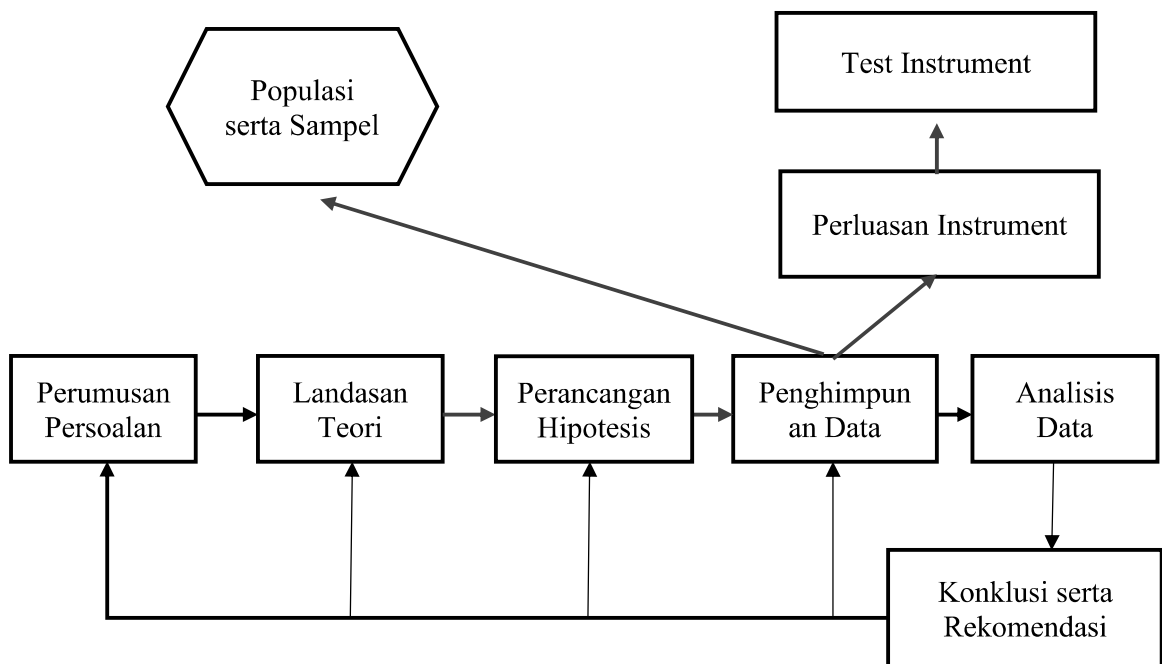 Populasi
serta Sampel
Test Instrument
Perluasan Instrument
Perumusan
Persoalan
Landasan
Teori
Perancangan
Hipotesis
Penghimpun
an Data
Analisis
Data
Konklusi serta
Rekomendasi